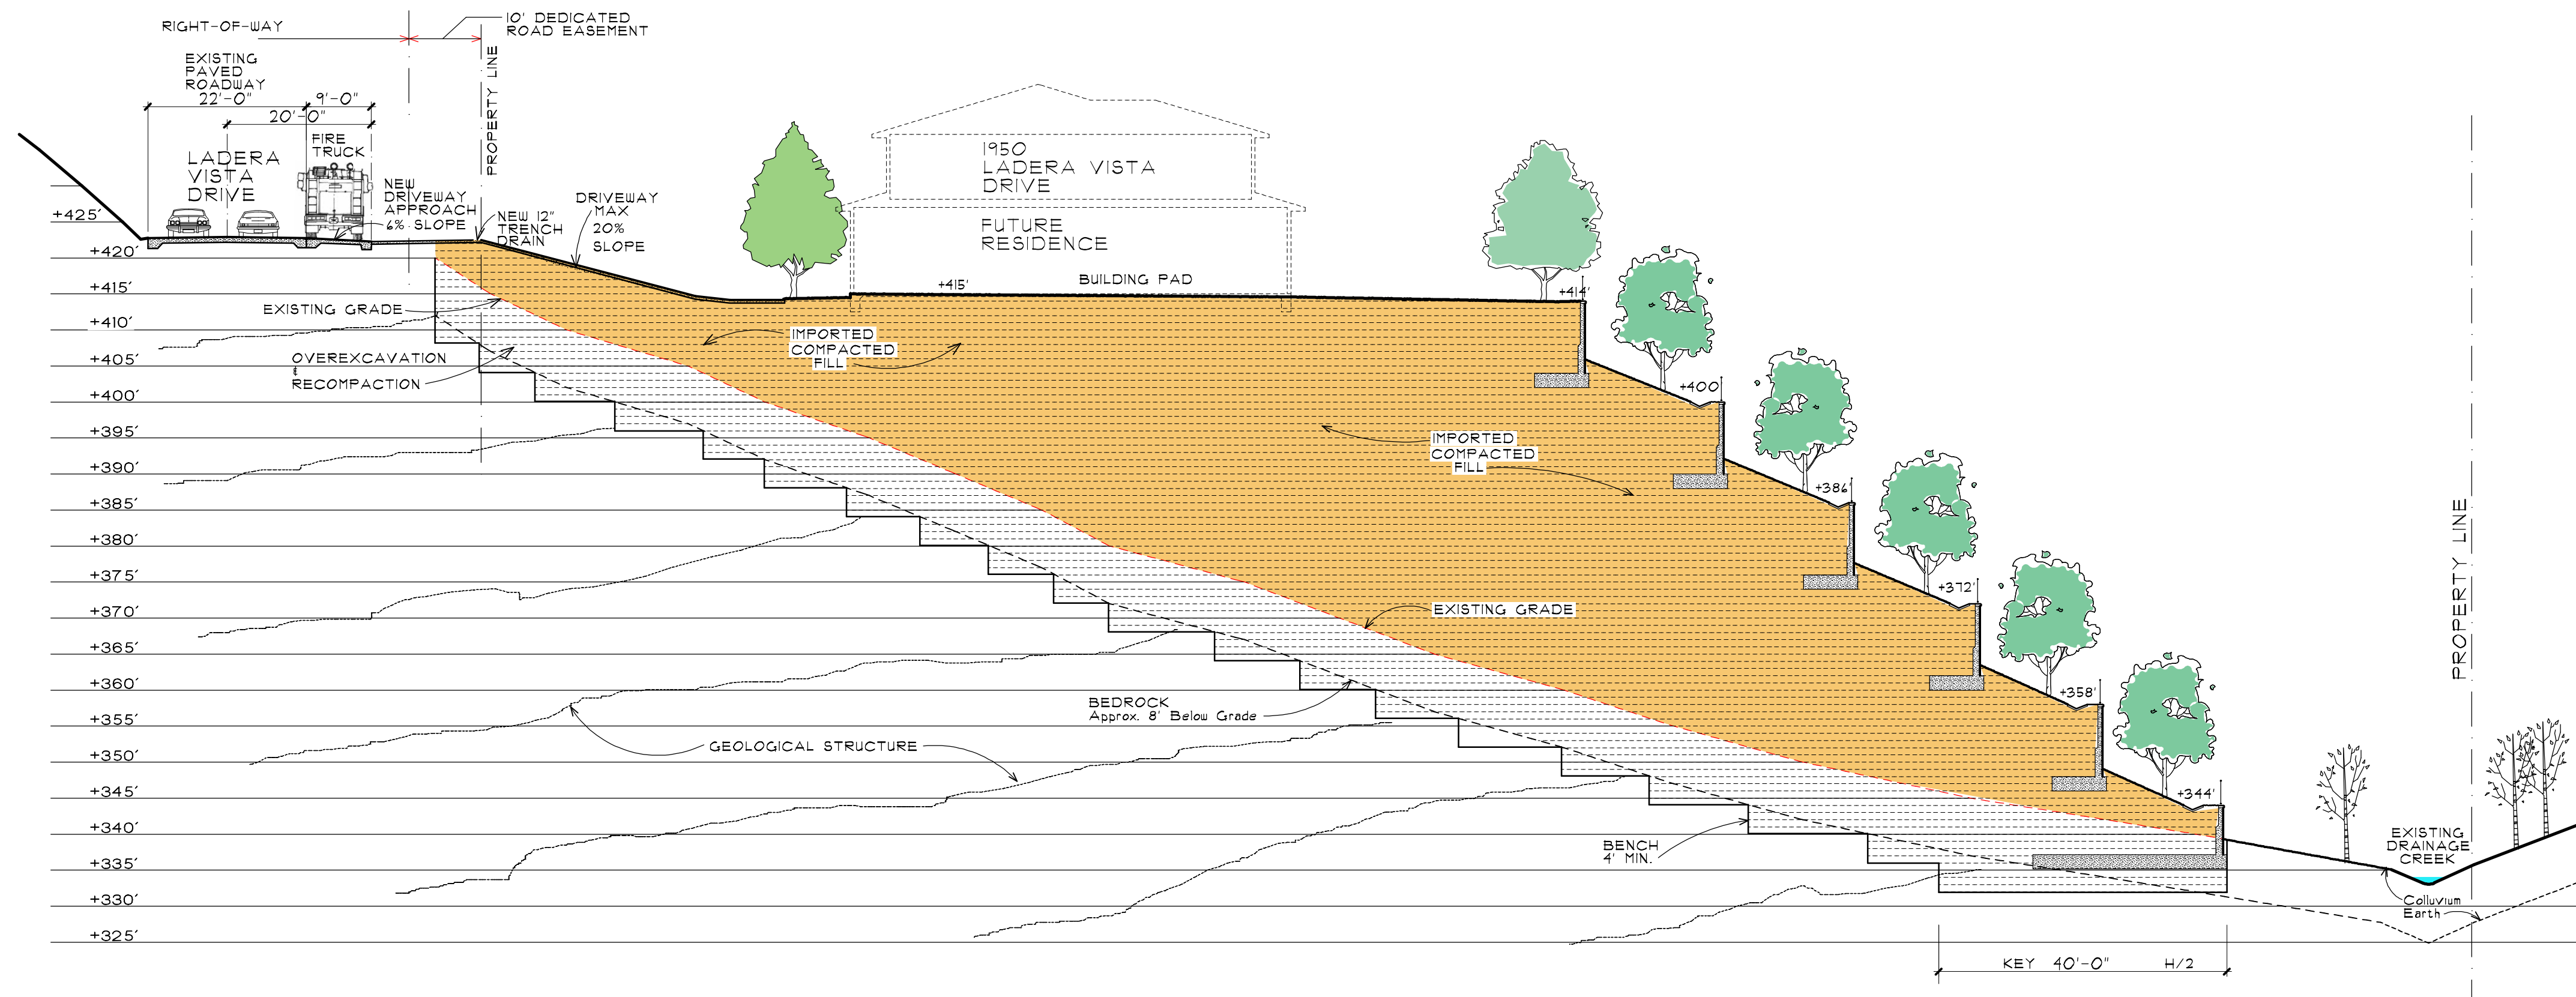 RIGHT-OF-WAY
10' DEDICATED
ROAD EASEMENT
PROPERTY LINE
EXISTING
PAVED
ROADWAY
22'-0"
9'-0"
20'-0"
FIRE
TRUCK
LADERA
VISTA
DRIVE
NEW
DRIVEWAY
APPROACH
6% SLOPE
NEW 12"
TRENCH
DRAIN
DRIVEWAY
MAX
20%
SLOPE
1950
LADERA VISTA
DRIVE
FUTURE
RESIDENCE
BUILDING PAD
+415'
+414'
+400'
+386'
+372'
+358'
+344'
+425'
+420'
+415'
+410'
+405'
+400'
+395'
+390'
+385'
+380'
+375'
+370'
+365'
+360'
+355'
+350'
+345'
+340'
+335'
+330'
+325'
EXISTING GRADE
OVEREXCAVATION
&
RECOMPACTION
IMPORTED
COMPACTED
FILL
IMPORTED
COMPACTED
FILL
EXISTING GRADE
BEDROCK
Approx. 8' Below Grade
GEOLOGICAL STRUCTURE
BENCH
4' MIN.
PROPERTY LINE
EXISTING
DRAINAGE
CREEK
Colluvium
Earth
KEY 40'-0" H/2